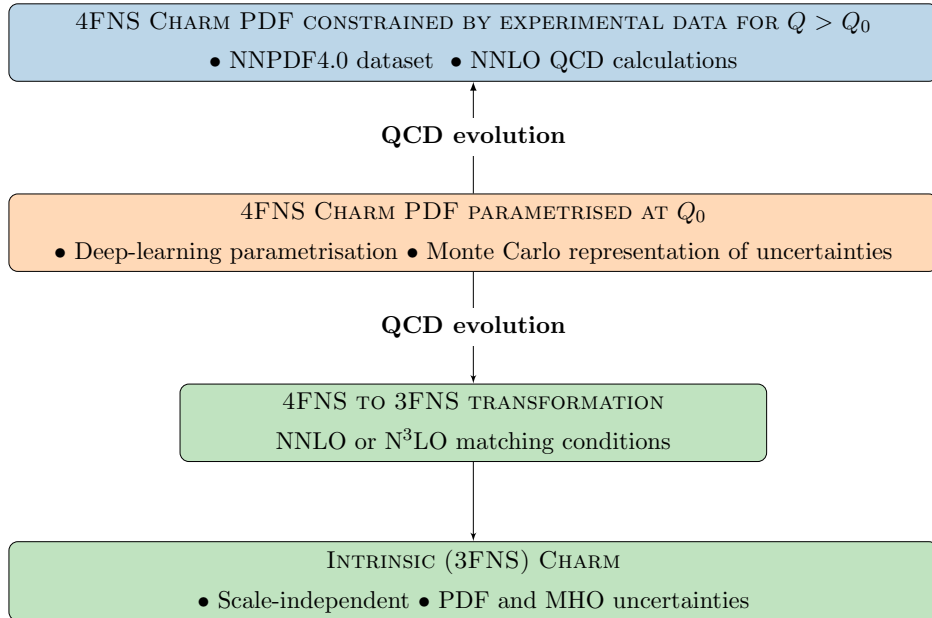 4FNS Charm PDF constrained by experimental data for Q > Q₀
• NNPDF4.0 dataset • NNLO QCD calculations
QCD evolution
4FNS Charm PDF parametrised at Q₀
• Deep-learning parametrisation • Monte Carlo representation of uncertainties
QCD evolution
4FNS to 3FNS transformation
NNLO or N³LO matching conditions
Intrinsic (3FNS) Charm
• Scale-independent • PDF and MHO uncertainties